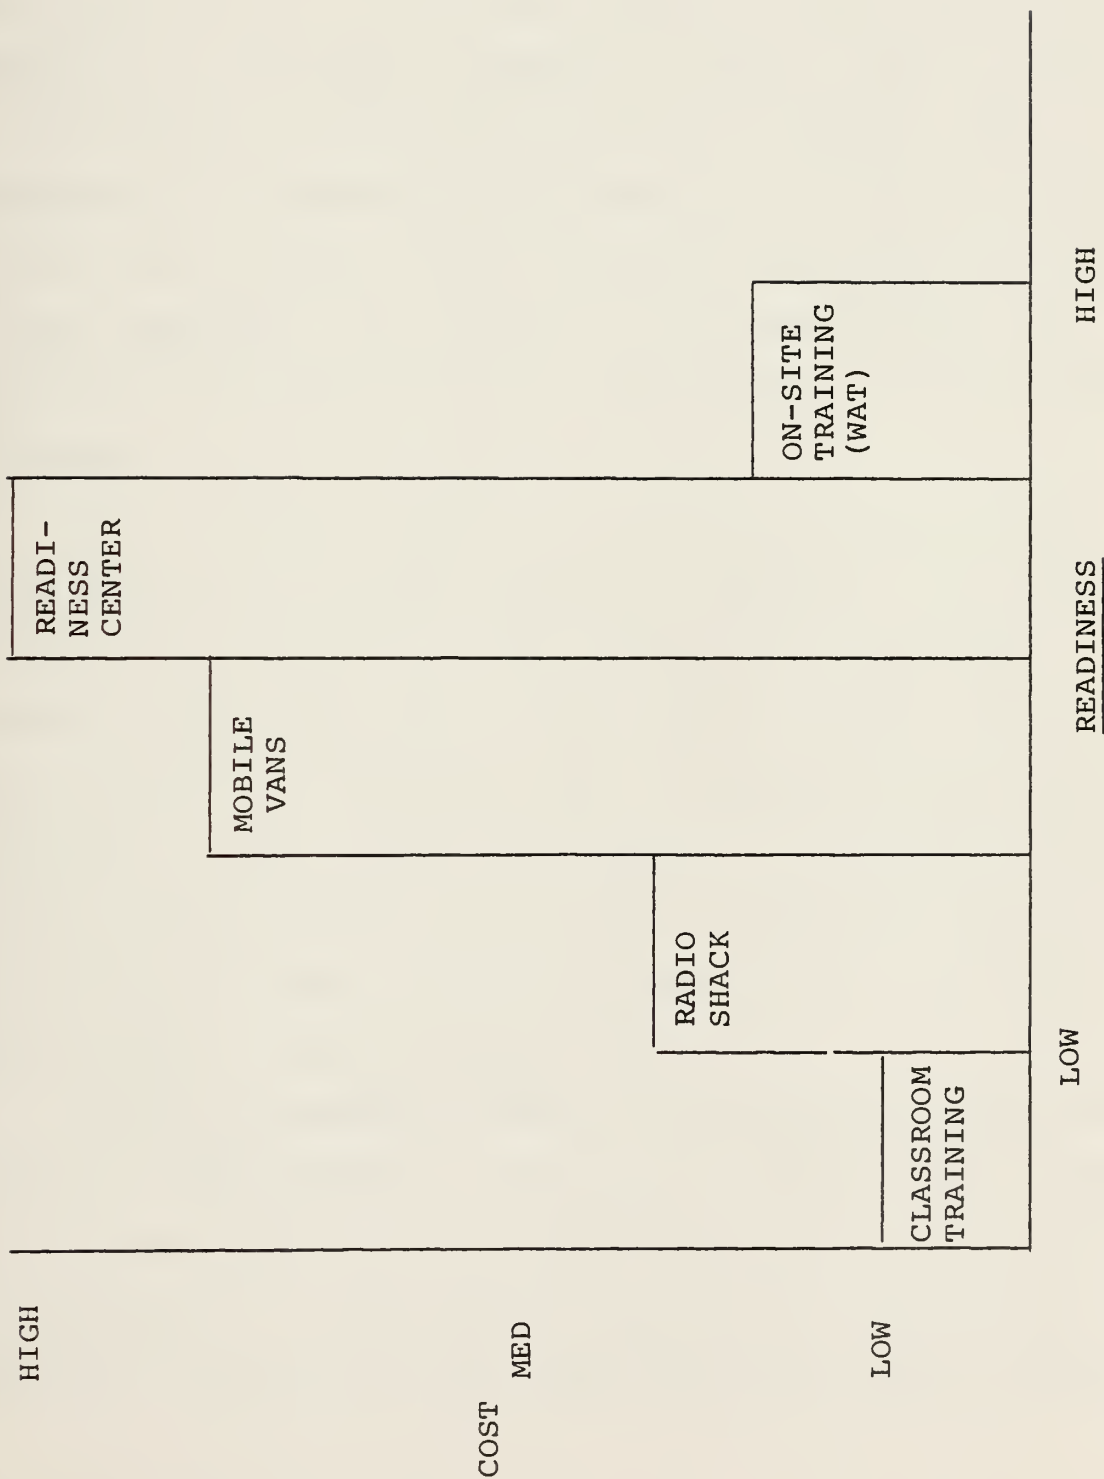 HIGH
COST
MED
LOW
READI-
NESS
CENTER
MOBILE
VANS
RADIO
SHACK
CLASSROOM
TRAINING
ON-SITE
TRAINING
(WAT)
LOW
HIGH
READINESS